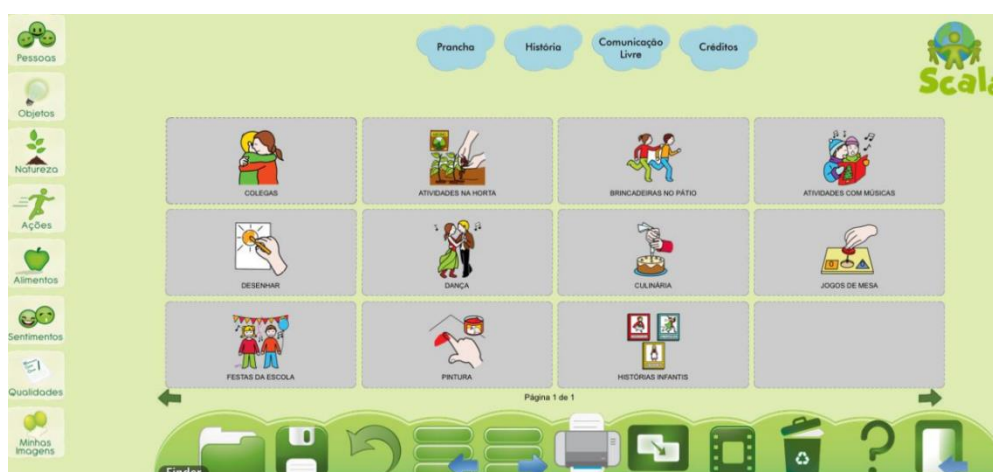 Prancha
História
Comunicação
Livre
Créditos
Scala
Pessoas
Objetos
Natureza
Ações
Alimentos
Sentimentos
Qualidades
Minhas
Imagens
COLEGAS
ATIVIDADES NA HORTA
BRINCADEIRAS NO PÁTIO
ATIVIDADES COM MÚSICAS
DESENHAR
DANÇA
CULINÁRIA
JOGOS DE MESA
FESTAS DA ESCOLA
PINTURA
HISTÓRIAS INFANTIS
Página 1 de 1
Finder